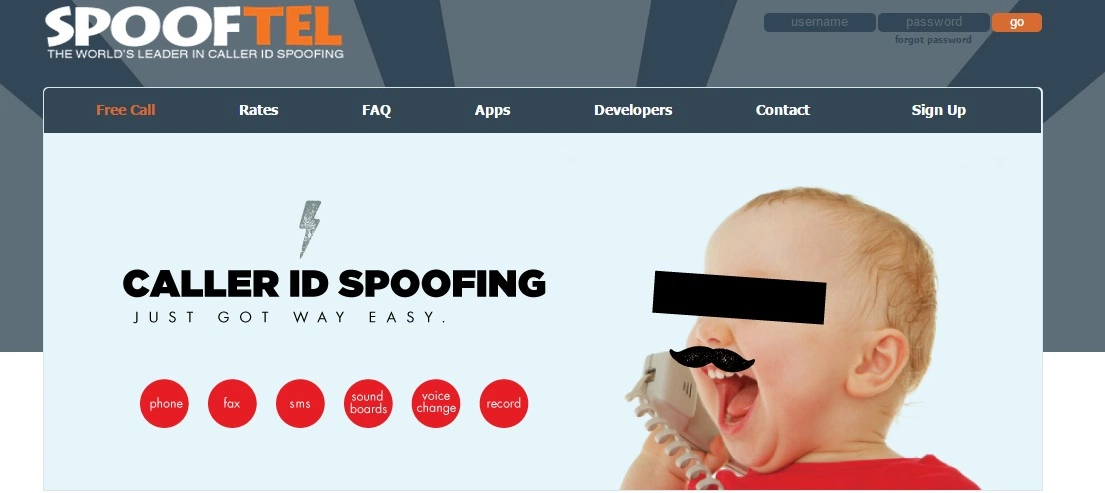 SPOOFTEL
THE WORLD'S LEADER IN CALLER ID SPOOFING
username password go
forgot password
Free Call Rates FAQ Apps Developers Contact Sign Up
CALLER ID SPOOFING
JUST GOT WAY EASY.
phone fax sms sound boards voice change record